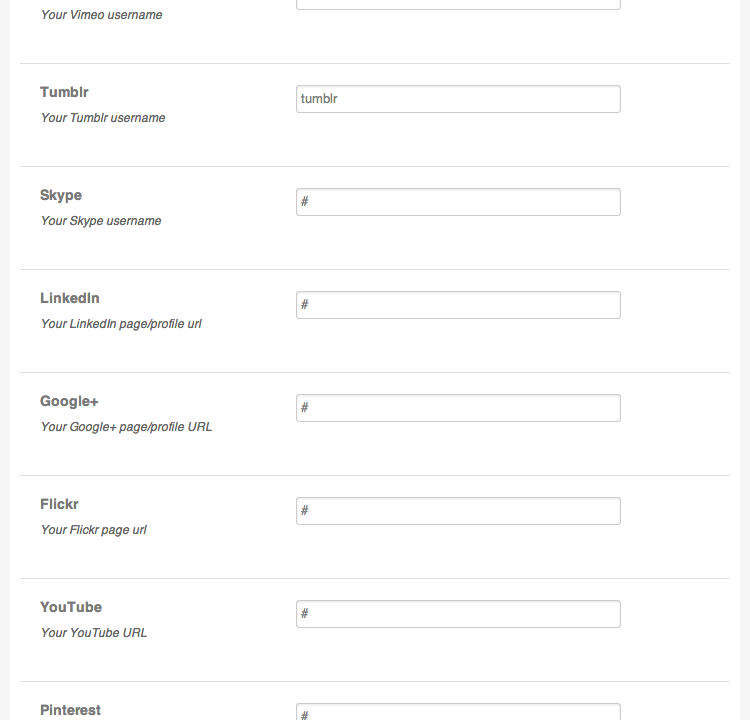 Your Vimeo username
Tumblr
tumblr
Your Tumblr username
Skype
#
Your Skype username
LinkedIn
#
Your LinkedIn page/profile url
Google+
#
Your Google+ page/profile URL
Flickr
#
Your Flickr page url
YouTube
#
Your YouTube URL
Pinterest
#